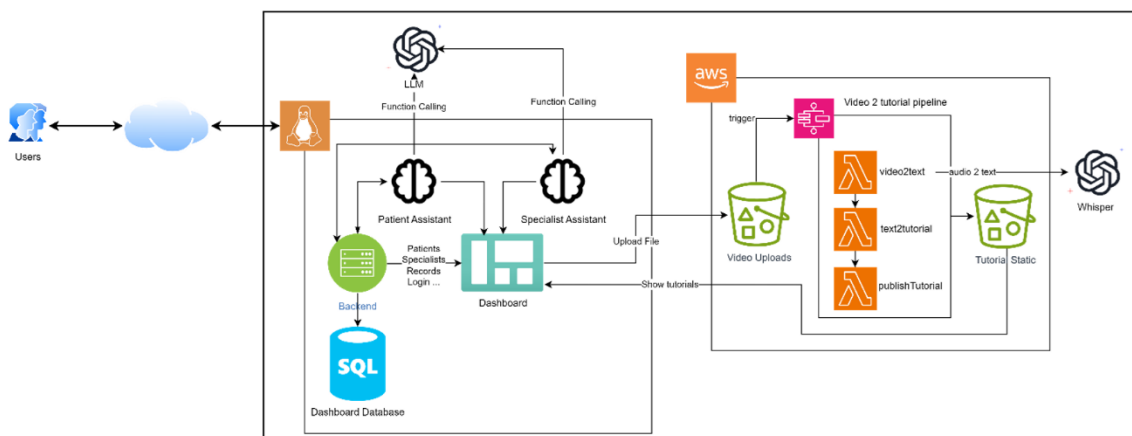 Users
LLM
Function Calling
Function Calling
Patient Assistant
Specialist Assistant
Patients
Specialists
Records
Login ...
Backend
Dashboard
SQL
Dashboard Database
Upload File
Show tutorials
aws
trigger
Video 2 tutorial pipeline
Video Uploads
video2text
audio 2 text
text2tutorial
publishTutorial
Tutorial Static
Whisper